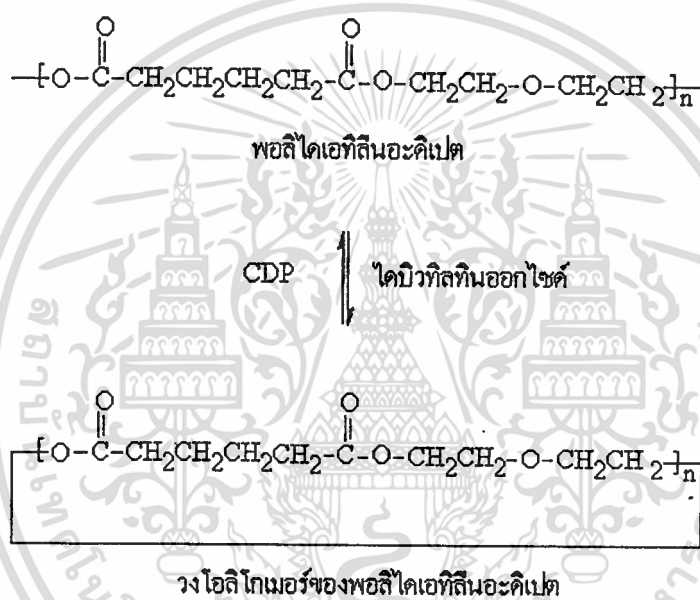 O O
—[O-C-CH₂CH₂CH₂CH₂-C-O-CH₂CH₂-O-CH₂CH₂]n
พอลิไดเอทิลีนอะดิเปต
CDP ไดบิวทิลทินออกไซด์
O O
[O-C-CH₂CH₂CH₂CH₂-C-O-CH₂CH₂-O-CH₂CH₂]n
วงโอลิโกเมอร์ของพอลิไดเอทิลีนอะดิเปต